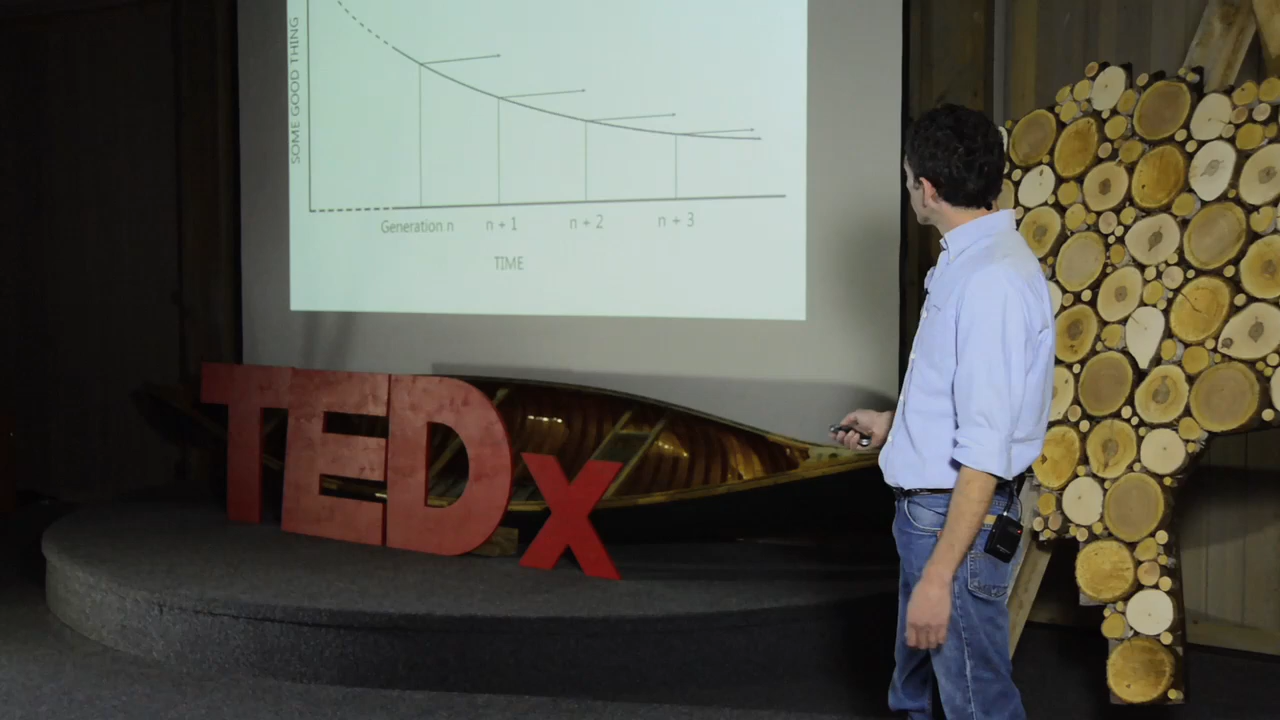 SOME GOOD THING
Generation n n + 1 n + 2 n + 3
TIME
TEDx